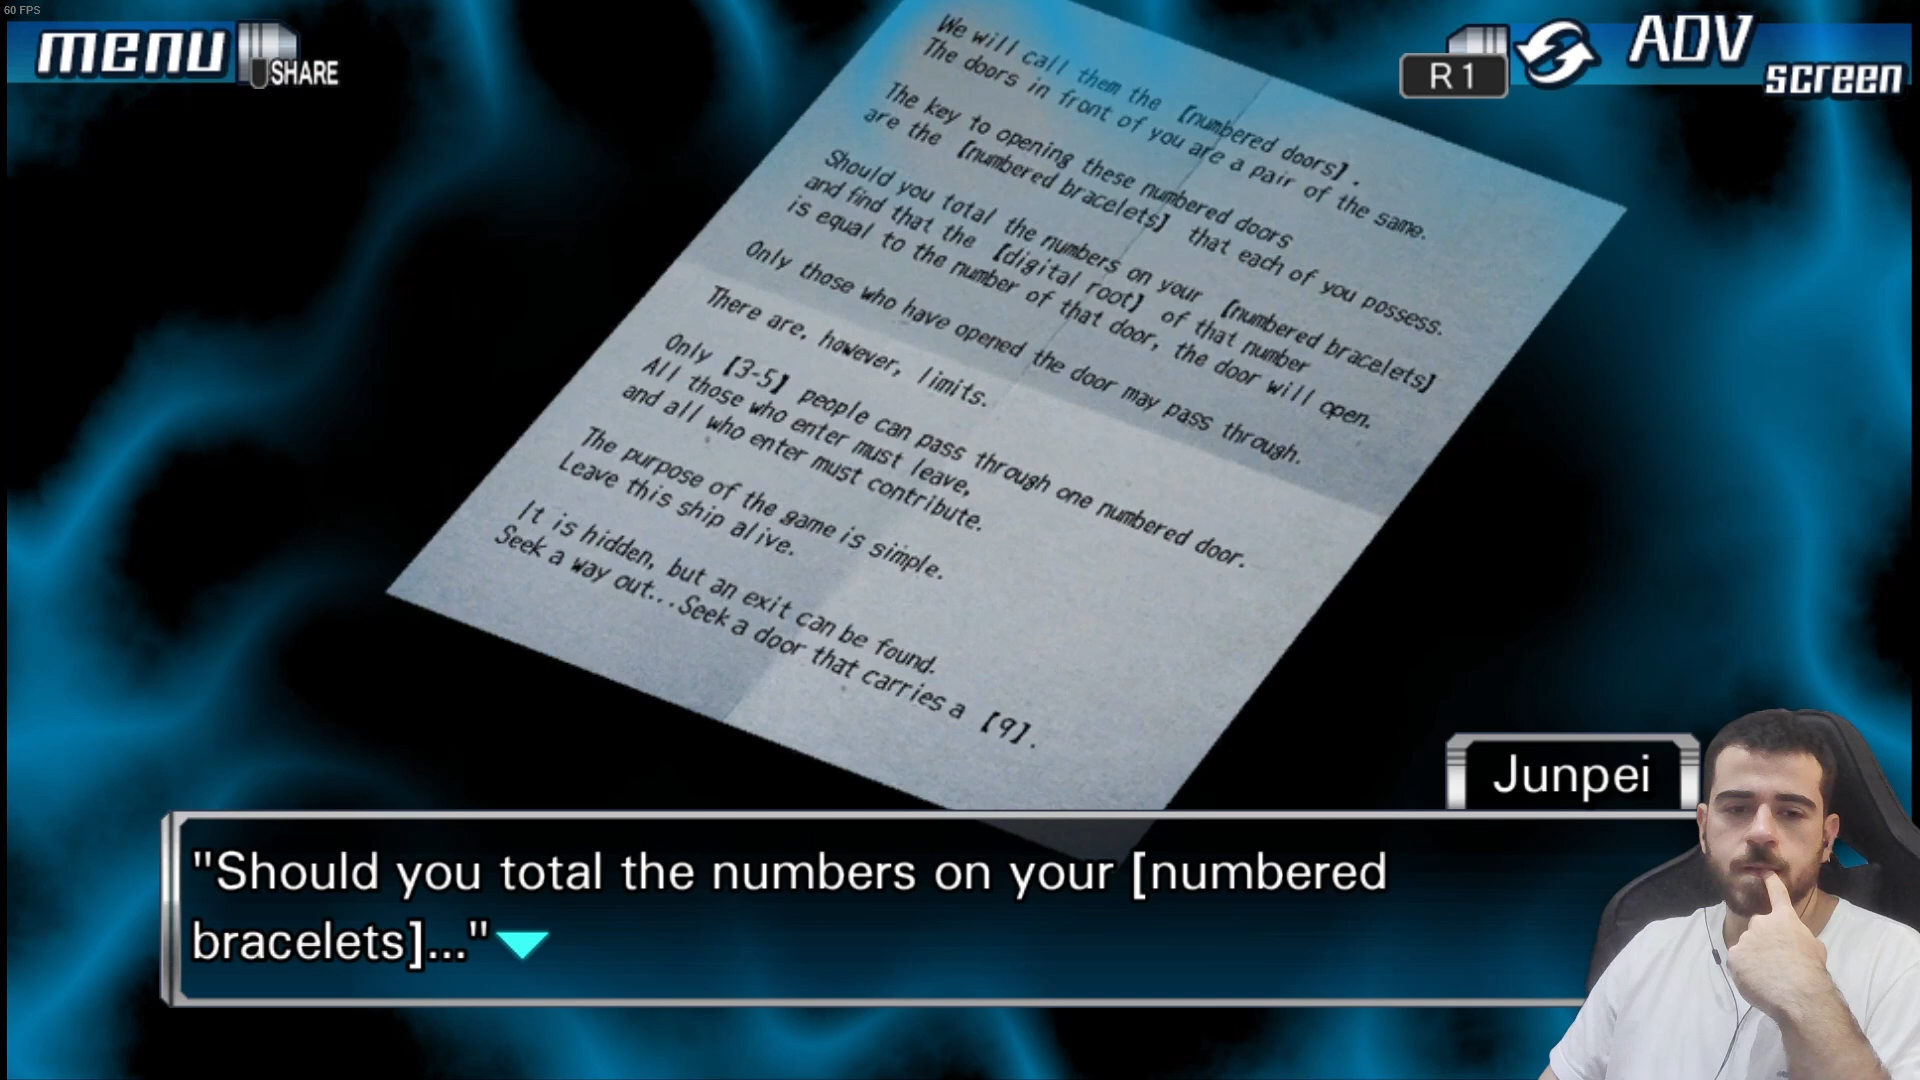 60 FPS
menu
SHARE
R1
ADV
screen
We will call them the [numbered doors].
The doors in front of you are a pair of the same.
The key to opening these numbered doors
are the [numbered bracelets] that each of you possess.
Should you total the numbers on your [numbered bracelets]
and find that the [digital root] of that number
is equal to the number of that door, the door will open.
Only those who have opened the door may pass through.
There are, however, limits.
Only [3-5] people can pass through one numbered door.
All those who enter must leave,
and all who enter must contribute.
The purpose of the game is simple.
Leave this ship alive.
It is hidden, but an exit can be found.
Seek a way out...Seek a door that carries a [9].
Junpei
"Should you total the numbers on your [numbered
bracelets]..."